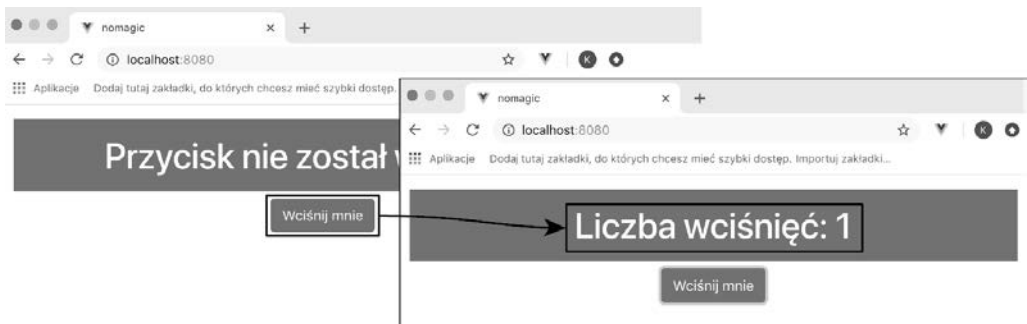 nomagic
localhost:8080
Aplikacje Dodaj tutaj zakładki, do których chcesz mieć szybki dostęp.
Przycisk nie został
Wciśnij mnie
nomagic
localhost:8080
K
Aplikacje Dodaj tutaj zakładki, do których chcesz mieć szybki dostęp. Importuj zakładki...
Liczba wciśnięć: 1
Wciśnij mnie